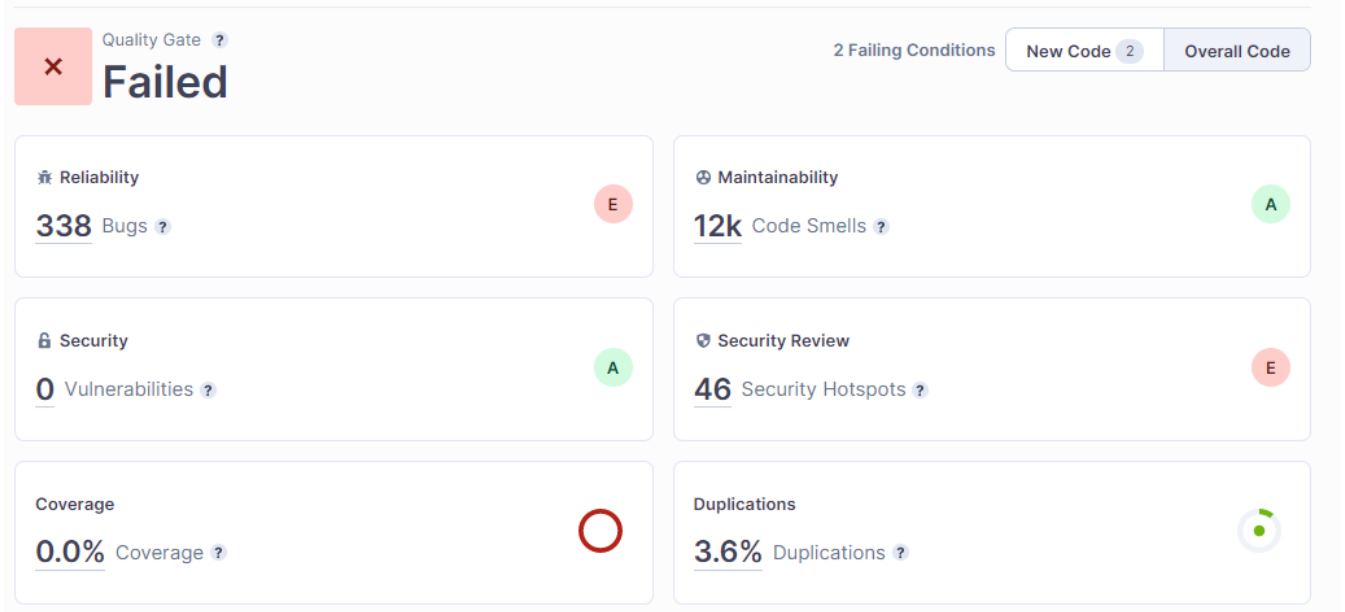 Quality Gate ?
Failed
2 Failing Conditions
New Code 2
Overall Code
Reliability
338 Bugs ?
E
Maintainability
12k Code Smells ?
A
Security
0 Vulnerabilities ?
A
Security Review
46 Security Hotspots ?
E
Coverage
0.0% Coverage ?
Duplications
3.6% Duplications ?